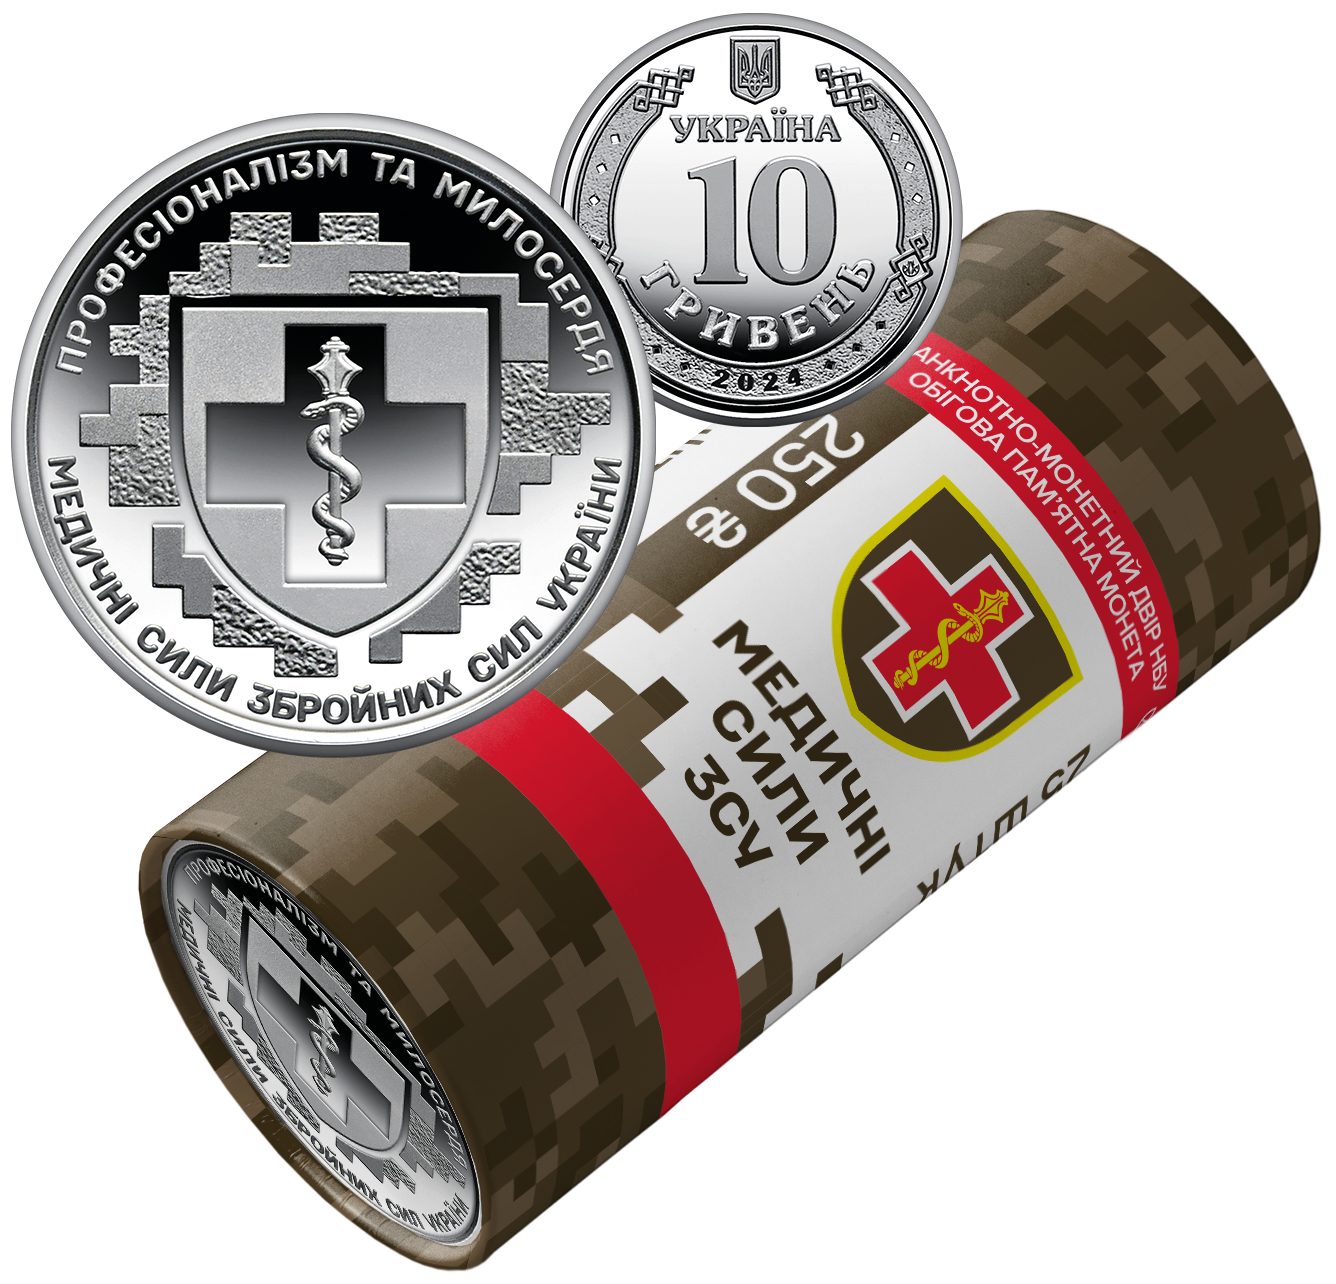 ПРОФЕСІОНАЛІЗМ ТА МИЛОСЕРДЯ
МЕДИЧНІ СИЛИ ЗБРОЙНИХ СИЛ УКРАЇНИ
УКРАЇНА
10
ГРИВЕНЬ
2024
АНКНОТНО-МОНЕТНИЙ ДВІР НБУ
ОБІГОВА ПАМ'ЯТНА МОНЕТА
250 ₴
МЕДИЧНІ
СИЛИ
ЗСУ
25 ШТУК
ПРОФЕСІОНАЛІЗМ ТА МИЛОСЕРДЯ
МЕДИЧНІ СИЛИ ЗБРОЙНИХ СИЛ УКРАЇНИ